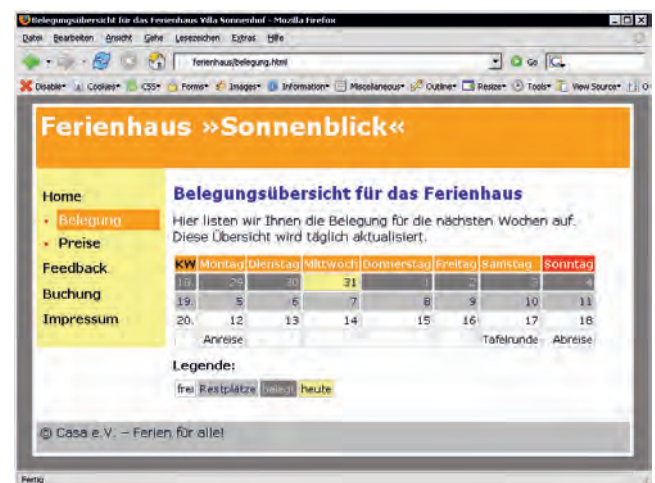 Belegungsübersicht für das Ferienhaus Villa Sonnenhof - Mozilla Firefox
Datei Bearbeiten Ansicht Gehe Lesezeichen Extras Hilfe
ferienhaus/belegung.html Go
Disable Cookies CSS Forms Images Information Miscellaneous Outline Resize Tools View Source O
Ferienhaus »Sonnenblick«
Home
• Belegung
• Preise
Feedback
Buchung
Impressum
Belegungsübersicht für das Ferienhaus
Hier listen wir Ihnen die Belegung für die nächsten Wochen auf.
Diese Übersicht wird täglich aktualisiert.
KW Montag Dienstag Mittwoch Donnerstag Freitag Samstag Sonntag
18. 29 30 31 1 2 3 4
19. 5 6 7 8 9 10 11
20. 12 13 14 15 16 17 18
Anreise Tafelrunde Abreise
Legende:
frei Restplätze belegt heute
© Casa e.V. – Ferien für alle!
Fertig